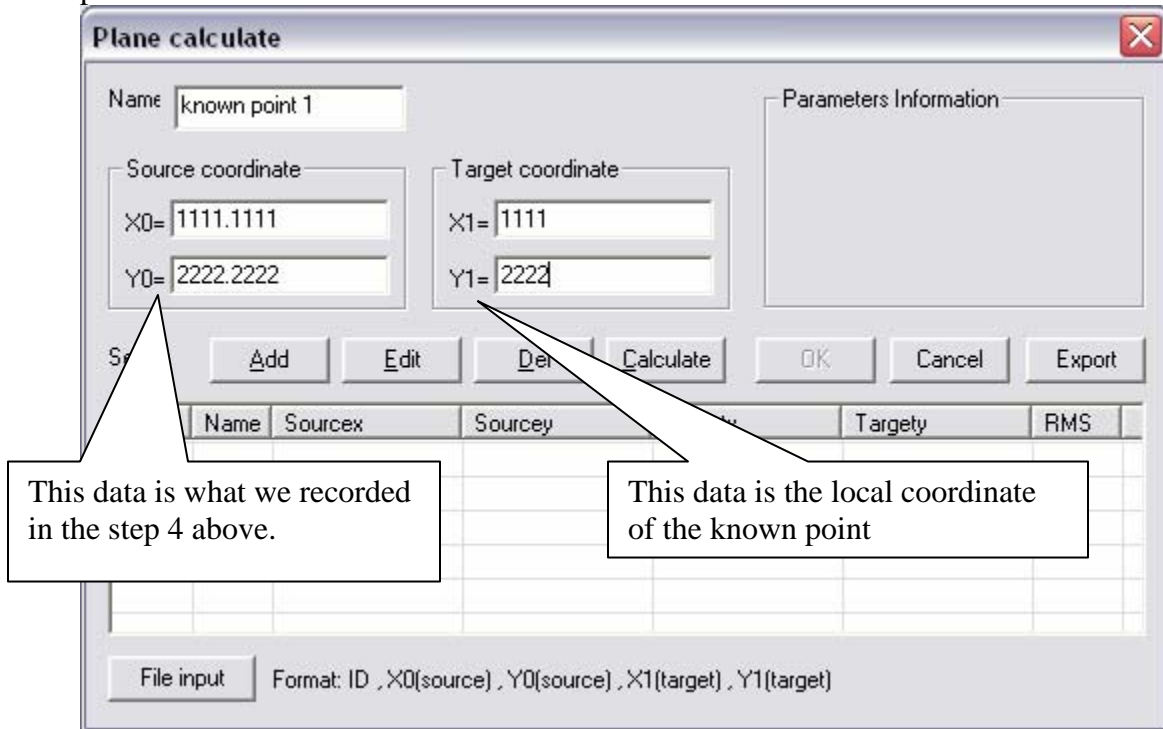 Plane calculate
Name known point 1
Parameters Information
Source coordinate
Target coordinate
X0= 1111.1111
X1= 1111
Y0= 2222.2222
Y1= 2222
Add Edit Del Calculate OK Cancel Export
Name Sourcex Sourcey Targety RMS
This data is what we recorded
in the step 4 above.
This data is the local coordinate
of the known point
File input Format: ID , X0(source) , Y0(source) , X1(target) , Y1(target)